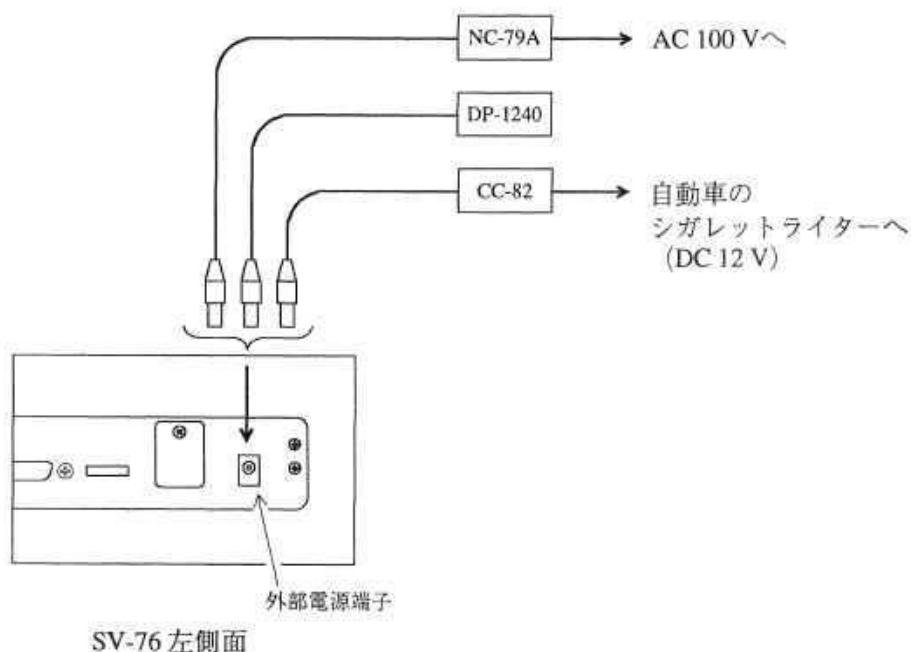 NC-79A
AC 100 Vへ
DP-1240
CC-82
自動車の
シガレットライターへ
(DC 12 V)
外部電源端子
SV-76 左側面